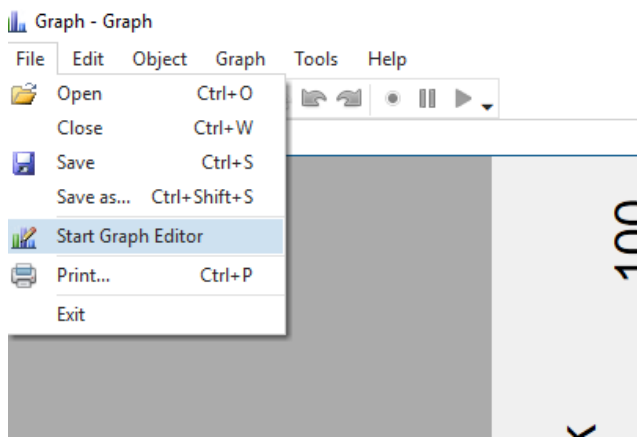 Graph - Graph
File Edit Object Graph Tools Help
Open Ctrl+O
Close Ctrl+W
Save Ctrl+S
Save as... Ctrl+Shift+S
Start Graph Editor
Print... Ctrl+P
Exit
100